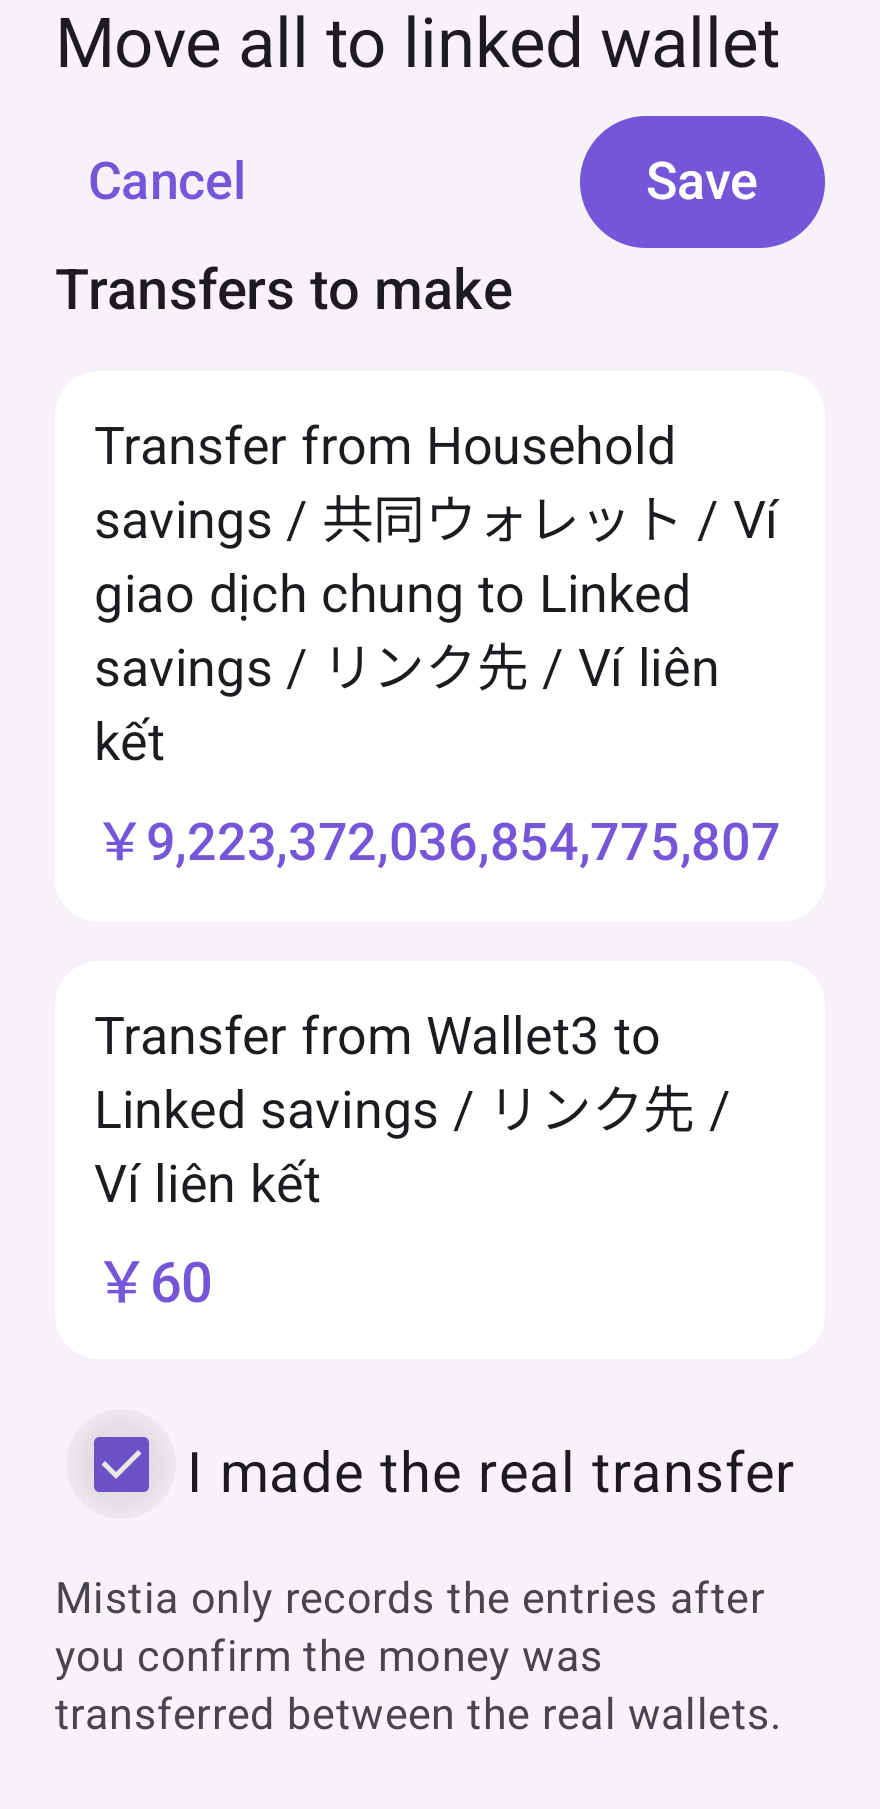 Move all to linked wallet
Cancel
Save
Transfers to make
Transfer from Household
savings / 共同ウォレット / Ví
giao dịch chung to Linked
savings / リンク先 / Ví liên
kết
￥9,223,372,036,854,775,807
Transfer from Wallet3 to
Linked savings / リンク先 /
Ví liên kết
￥60
I made the real transfer
Mistia only records the entries after
you confirm the money was
transferred between the real wallets.